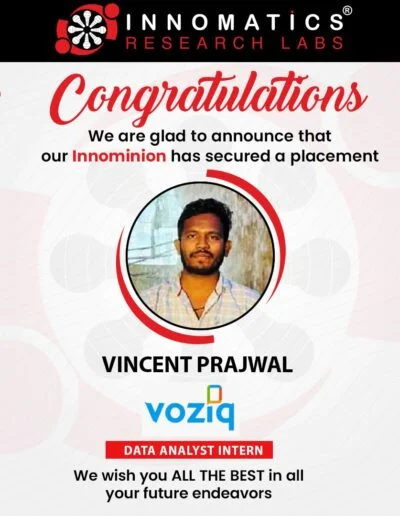 INNOMATICS®
RESEARCH LABS
Congratulations
We are glad to announce that
our Innominion has secured a placement
VINCENT PRAJWAL
voziq
DATA ANALYST INTERN
We wish you ALL THE BEST in all
your future endeavors